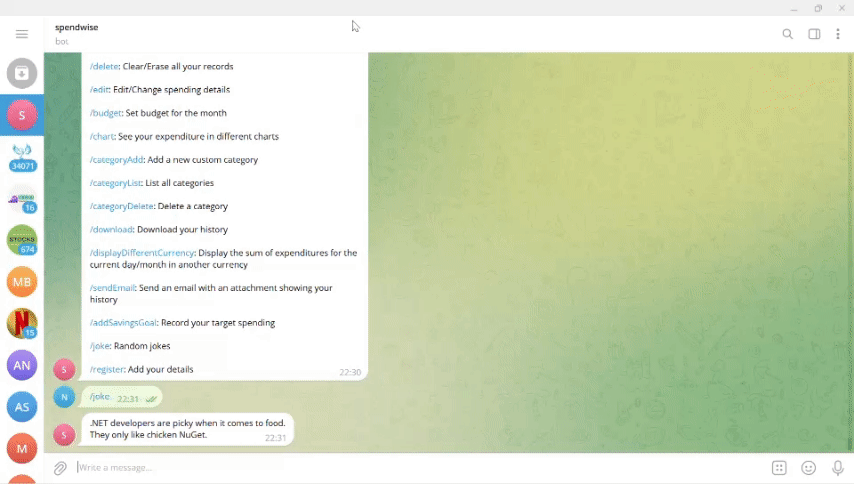 spendwise
bot
/delete: Clear/Erase all your records
/edit: Edit/Change spending details
/budget: Set budget for the month
/chart: See your expenditure in different charts
/categoryAdd: Add a new custom category
/categoryList: List all categories
/categoryDelete: Delete a category
/download: Download your history
/displayDifferentCurrency: Display the sum of expenditures for the
current day/month in another currency
/sendEmail: Send an email with an attachment showing your
history
/addSavingsGoal: Record your target spending
/joke: Random jokes
/register: Add your details
22:30
/joke 22:31
.NET developers are picky when it comes to food.
They only like chicken NuGet.
22:31
Write a message...
S
34071
16
STOCKS
674
MB
N
15
AN
AS
M
S
N
S